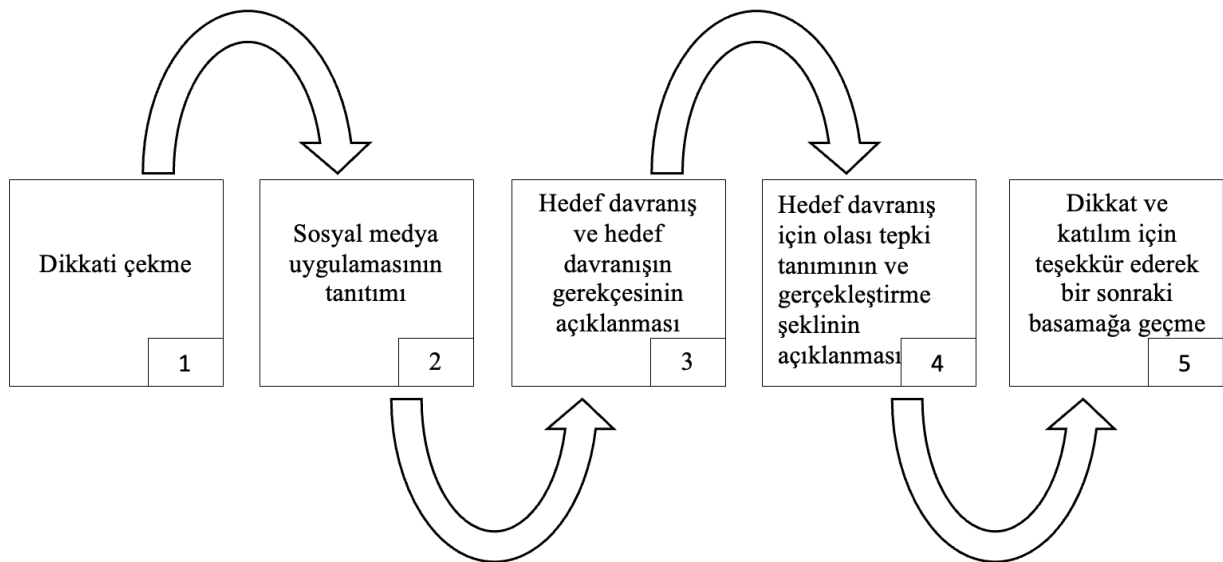 Dikkati çekme
1
Sosyal medya
uygulamasının
tanıtımı
2
Hedef davranış
ve hedef
davranışın
gerekçesinin
açıklanması
3
Hedef davranış
için olası tepki
tanımının ve
gerçekleştirme
şeklinin
açıklanması
4
Dikkat ve
katılım için
teşekkür ederek
bir sonraki
basamağa geçme
5